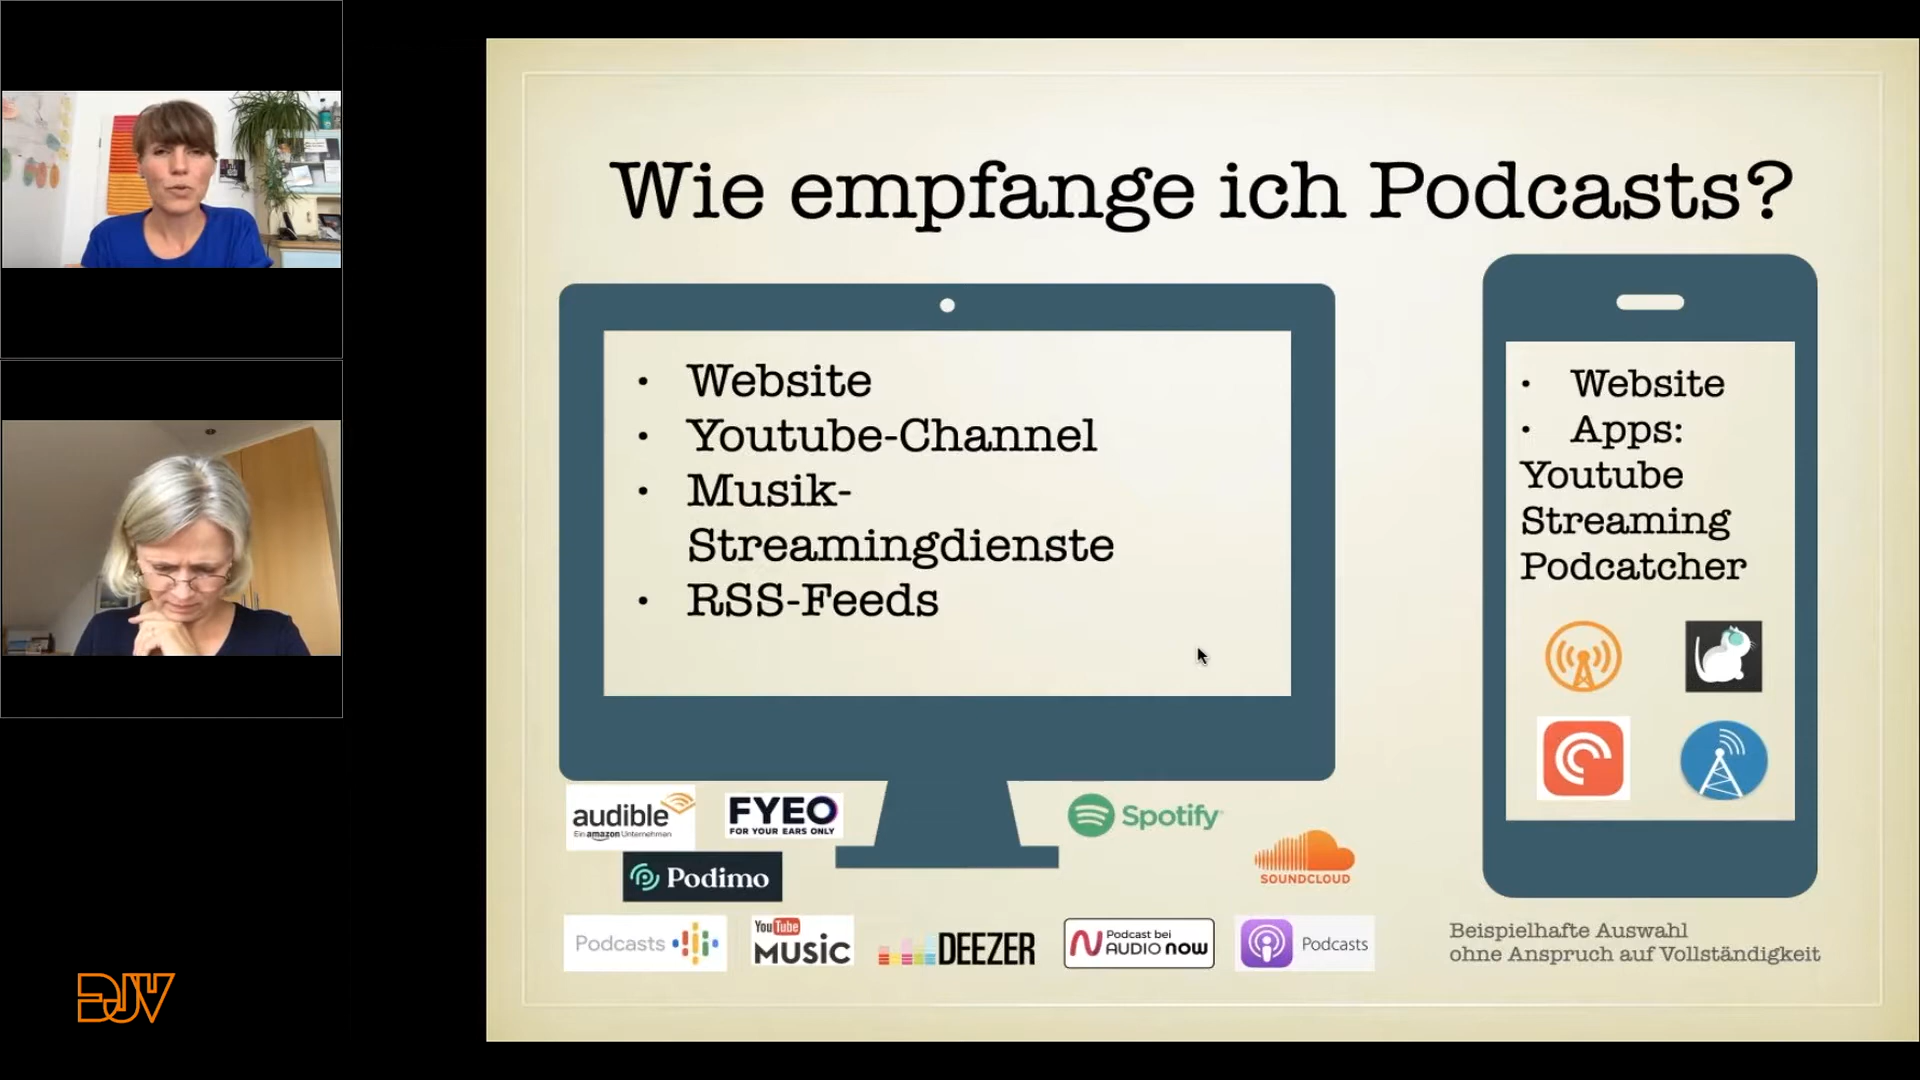 Wie empfange ich Podcasts?
• Website
• Youtube-Channel
• Musik-
Streamingdienste
• RSS-Feeds
• Website
• Apps:
Youtube
Streaming
Podcatcher
audible
Ein amazon Unternehmen
FYEO
FOR YOUR EARS ONLY
Podimo
Spotify
SOUNDCLOUD
Podcasts
YouTube
MUSIC
DEEZER
Podcast bei
AUDIO NOW
Podcasts
Beispielhafte Auswahl
ohne Anspruch auf Vollständigkeit
DJV